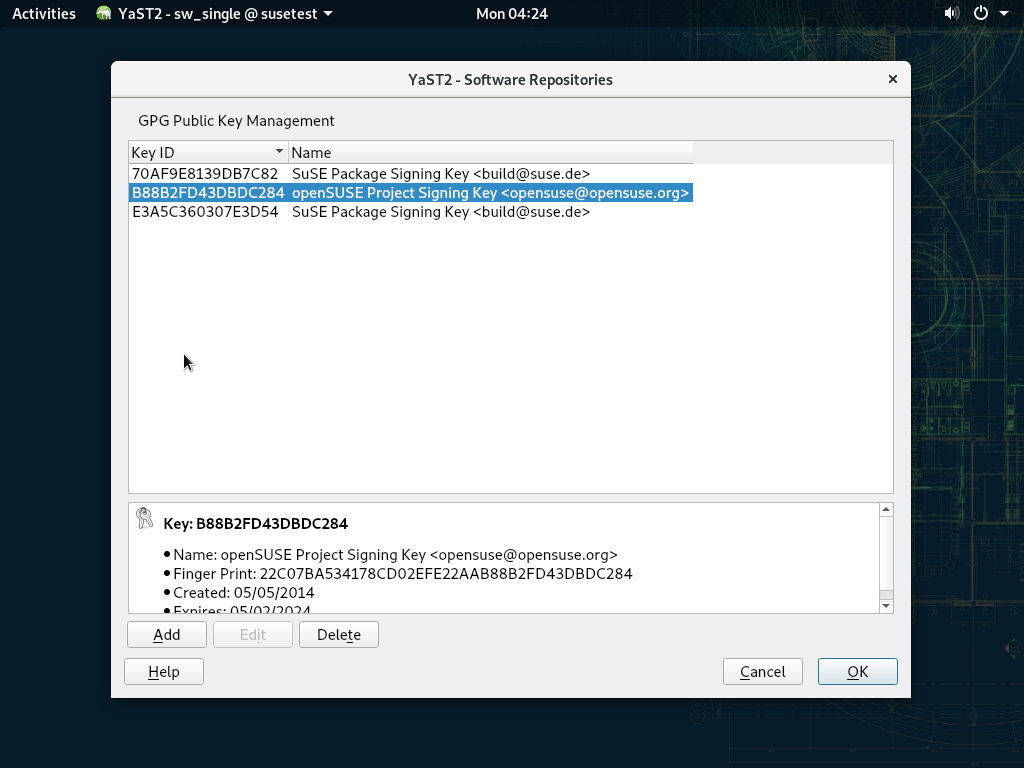 Activities YaST2 - sw_single @ susetest Mon 04:24
YaST2 - Software Repositories
GPG Public Key Management
Key ID Name
70AF9E8139DB7C82 SuSE Package Signing Key <build@suse.de>
B88B2FD43DBDC284 openSUSE Project Signing Key <opensuse@opensuse.org>
E3A5C360307E3D54 SuSE Package Signing Key <build@suse.de>
Key: B88B2FD43DBDC284
• Name: openSUSE Project Signing Key <opensuse@opensuse.org>
• Finger Print: 22C07BA534178CD02EFE22AAB88B2FD43DBDC284
• Created: 05/05/2014
• Expires: 05/02/2024
Add Edit Delete
Help Cancel OK